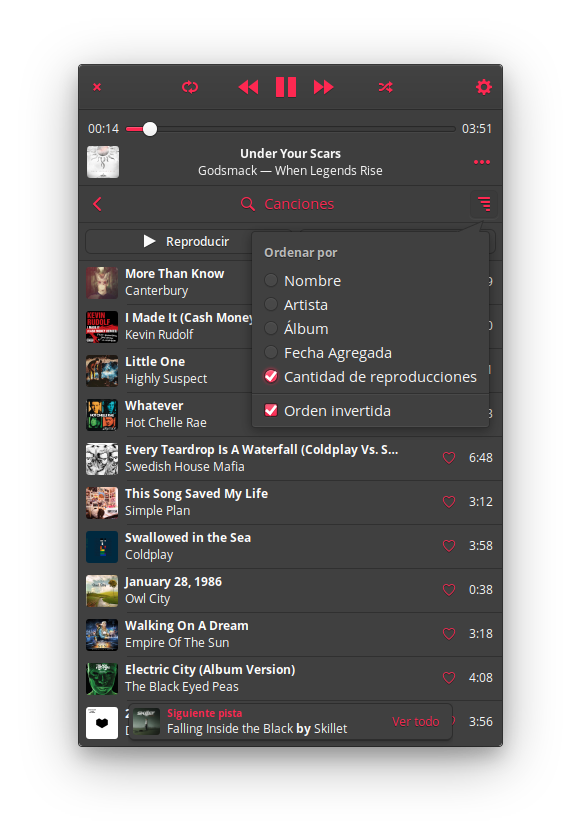 00:14
03:51
Under Your Scars
Godsmack — When Legends Rise
Canciones
Reproducir
Ordenar por
Nombre
Artista
Álbum
Fecha Agregada
Cantidad de reproducciones
Orden invertida
More Than Know
Canterbury
I Made It (Cash Money
Kevin Rudolf
Little One
Highly Suspect
Whatever
Hot Chelle Rae
Every Teardrop Is A Waterfall (Coldplay Vs. S...
Swedish House Mafia
6:48
This Song Saved My Life
Simple Plan
3:12
Swallowed in the Sea
Coldplay
3:58
January 28, 1986
Owl City
0:38
Walking On A Dream
Empire Of The Sun
3:18
Electric City (Album Version)
The Black Eyed Peas
4:08
3:56
Siguiente pista
Falling Inside the Black by Skillet
Ver todo